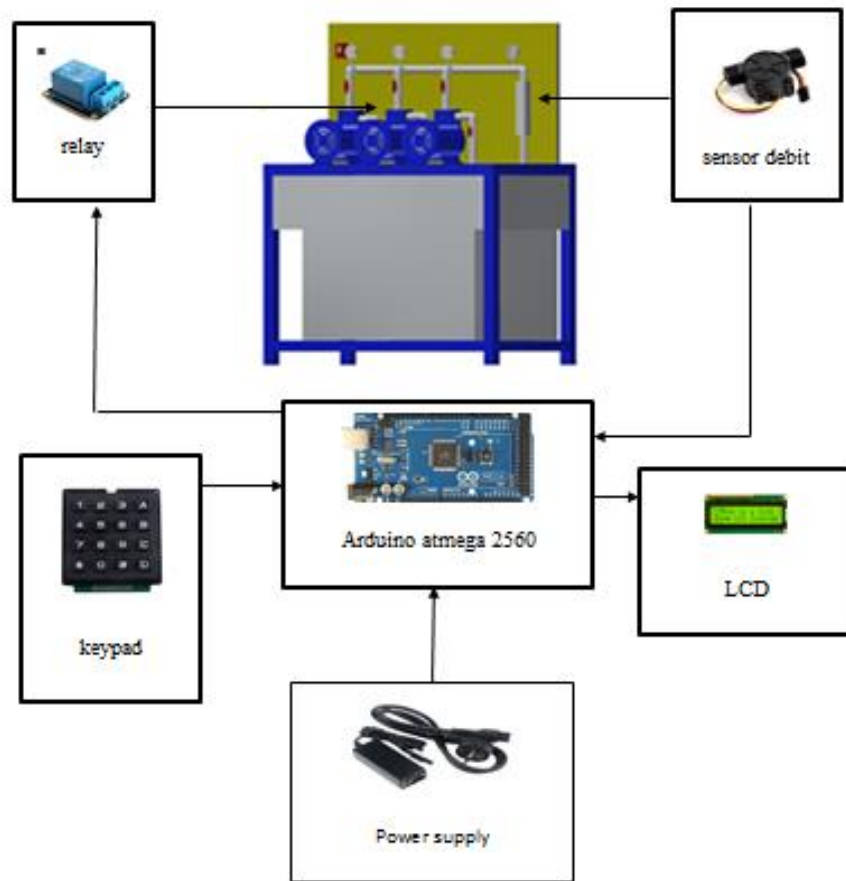 relay
sensor debit
Arduino atmega 2560
keypad
LCD
Power supply